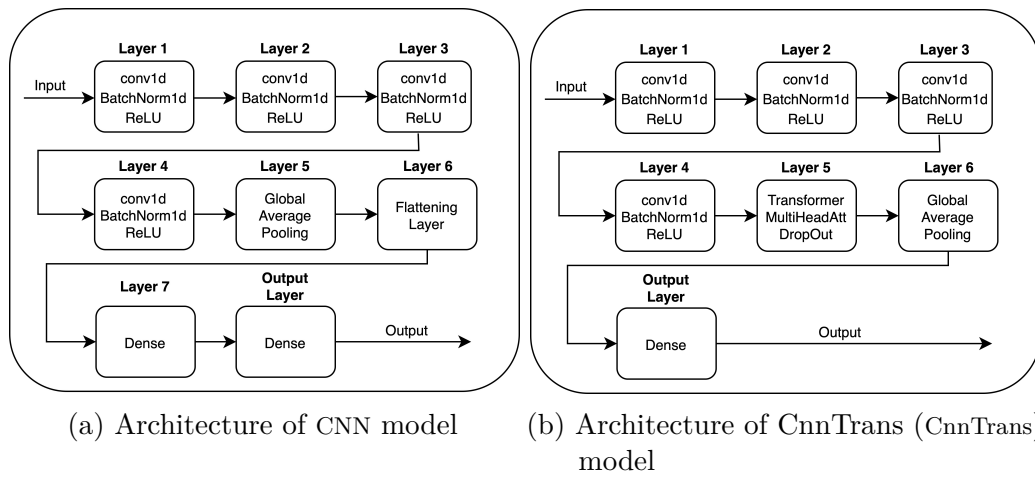 Layer 1
Layer 2
Layer 3
Input
conv1d
BatchNorm1d
ReLU
conv1d
BatchNorm1d
ReLU
conv1d
BatchNorm1d
ReLU
Layer 4
Layer 5
Layer 6
conv1d
BatchNorm1d
ReLU
Global
Average
Pooling
Flattening
Layer
Layer 7
Output
Layer
Dense
Dense
Output
(a) Architecture of CNN model
Layer 1
Layer 2
Layer 3
Input
conv1d
BatchNorm1d
ReLU
conv1d
BatchNorm1d
ReLU
conv1d
BatchNorm1d
ReLU
Layer 4
Layer 5
Layer 6
conv1d
BatchNorm1d
ReLU
Transformer
MultiHeadAtt
DropOut
Global
Average
Pooling
Output
Layer
Dense
Output
(b) Architecture of CnnTrans (CnnTrans)
model